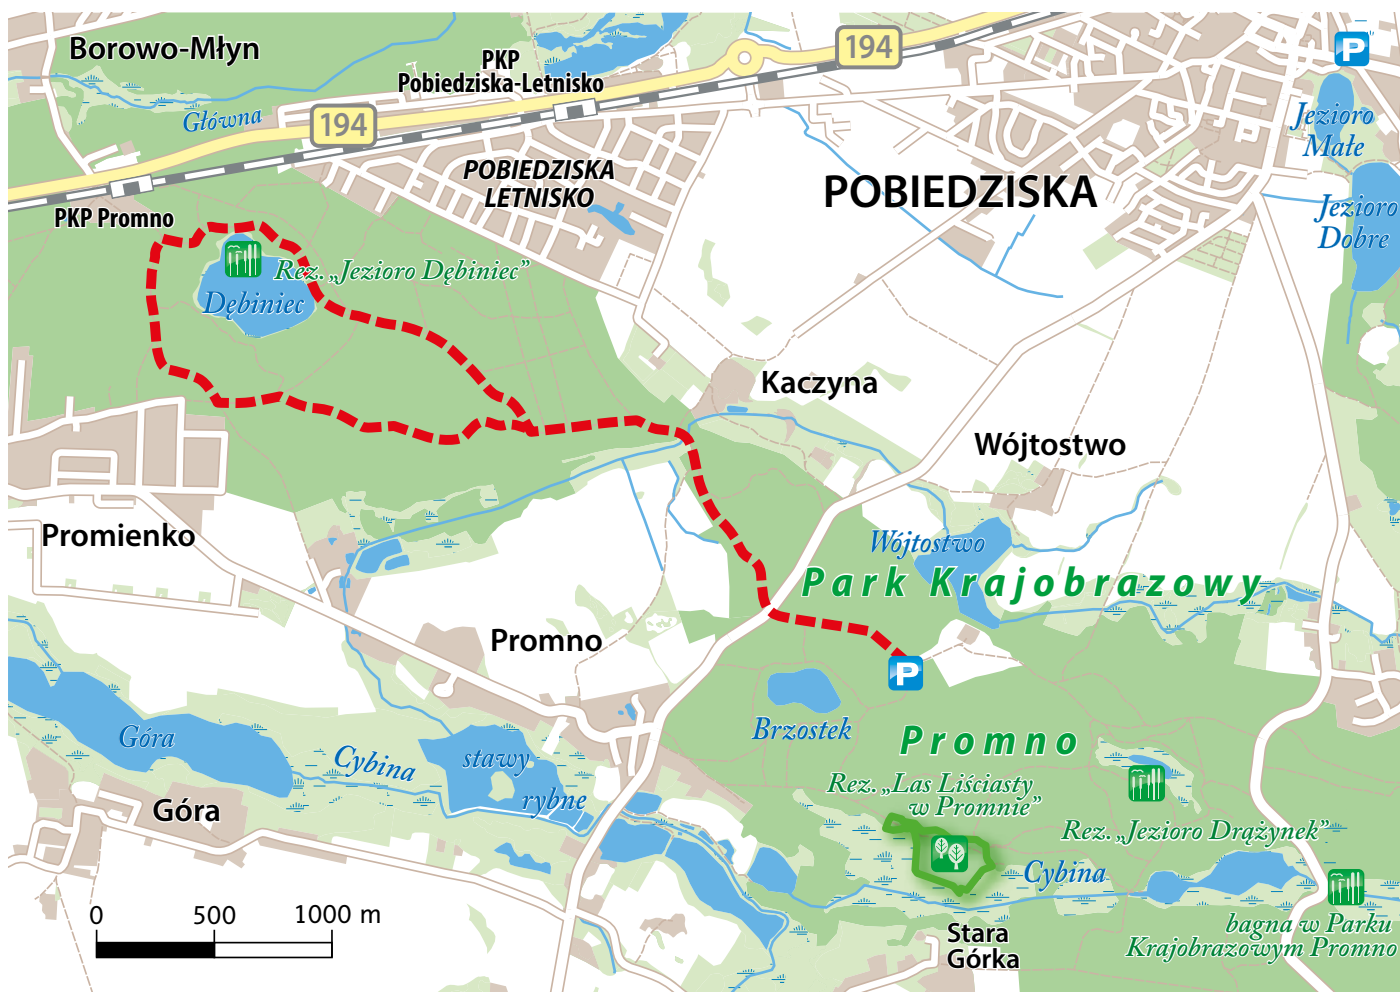 Borowo-Młyn
PKP
Pobiedziska-Letnisko
194
P
Główna
194
Jezioro
Małe
POBIEDZISKA
LETNISKO
POBIEDZISKA
PKP Promno
Jezioro
Dobre
Rez. „Jezioro Dębiniec”
Dębiniec
Kaczyna
Wójtostwo
Promienko
Wójtostwo
Park Krajobrazowy
Promno
P
Brzostek
Góra
Promno
Cybina
stawy
rybne
Rez. „Las Liściasty
w Promnie”
Góra
Rez. „Jezioro Drążynek”
Cybina
0 500 1000 m
Stara
Górka
bagna w Parku
Krajobrazowym Promno